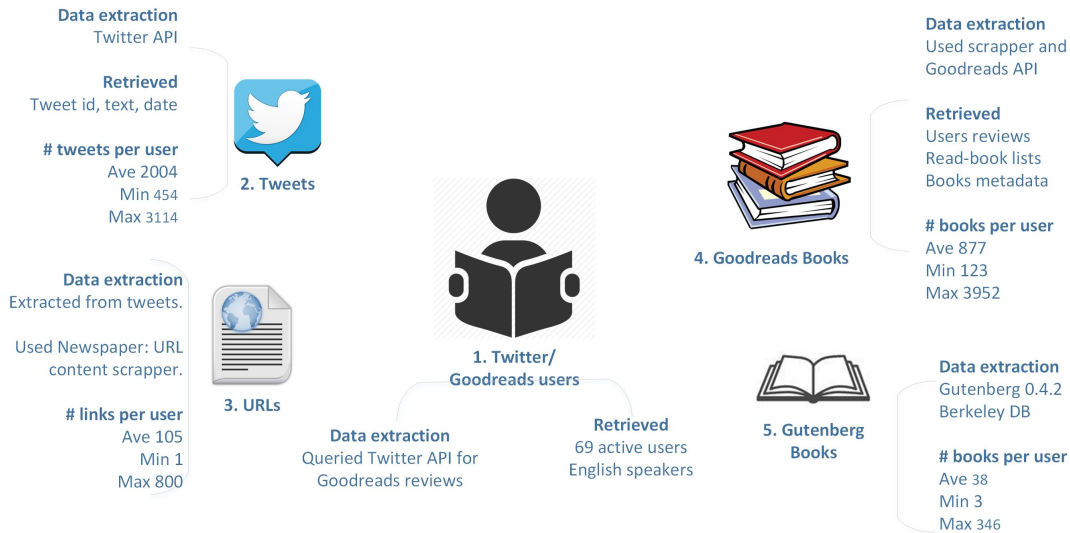 Data extraction
Twitter API
Retrieved
Tweet id, text, date
# tweets per user
Ave 2004
Min 454
Max 3114
2. Tweets
Data extraction
Extracted from tweets.
Used Newspaper: URL
content scrapper.
# links per user
Ave 105
Min 1
Max 800
3. URLs
1. Twitter/
Goodreads users
Data extraction
Queried Twitter API for
Goodreads reviews
Retrieved
69 active users
English speakers
Data extraction
Used scrapper and
Goodreads API
Retrieved
Users reviews
Read-book lists
Books metadata
# books per user
Ave 877
Min 123
Max 3952
4. Goodreads Books
Data extraction
Gutenberg 0.4.2
Berkeley DB
# books per user
Ave 38
Min 3
Max 346
5. Gutenberg
Books